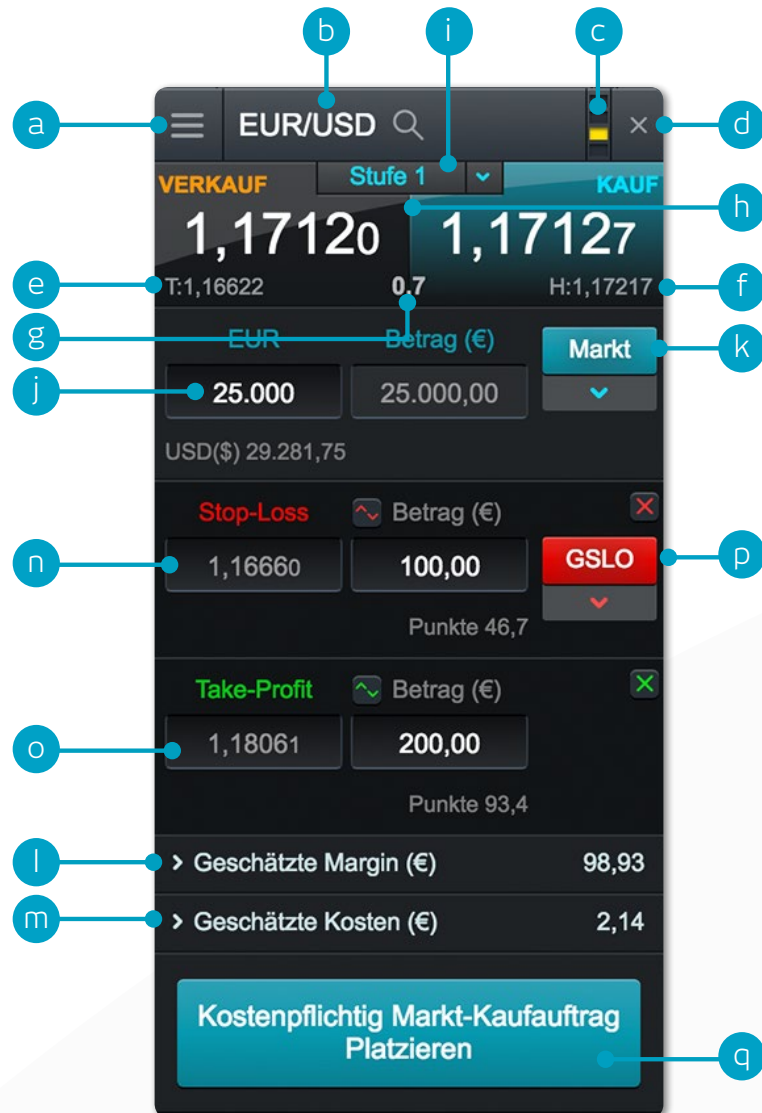 b i c
a EUR/USD d
VERKAUF Stufe 1 KAUF
h
1,17120 1,17127
e T:1,16622 0.7 H:1,17217 f
g EUR Betrag (€) Markt k
j 25.000 25.000,00
USD($) 29.281,75
Stop-Loss Betrag (€)
n 1,16660 100,00 GSLO p
Punkte 46,7
Take-Profit Betrag (€)
o 1,18061 200,00
Punkte 93,4
l Geschätzte Margin (€) 98,93
m Geschätzte Kosten (€) 2,14
Kostenpflichtig Markt-Kaufauftrag
Platzieren
q